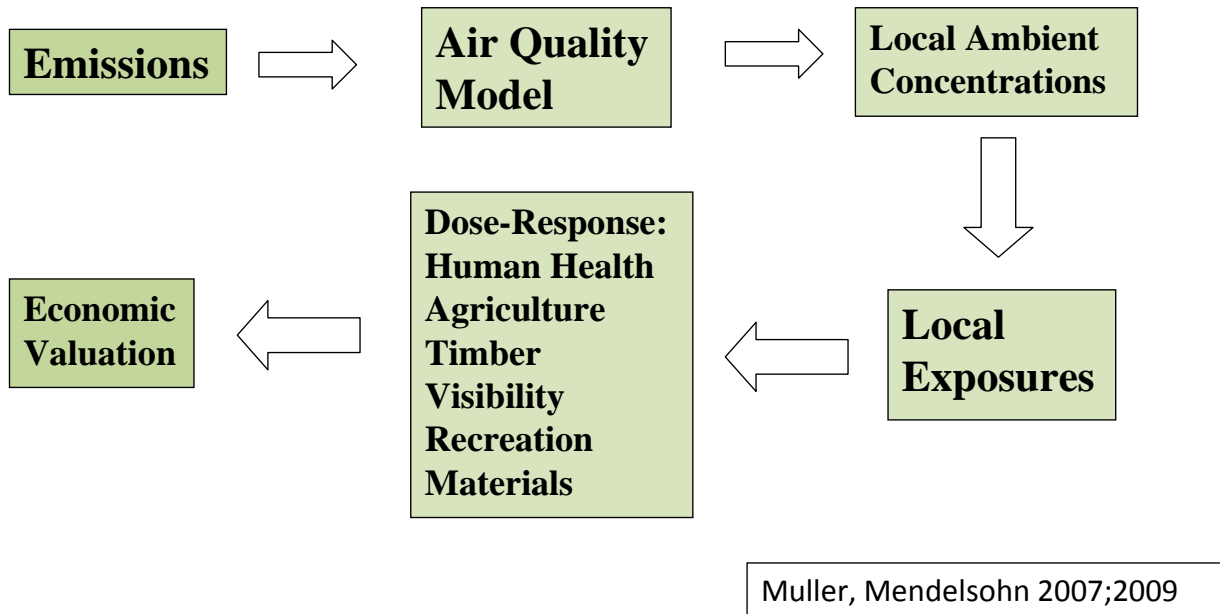 Emissions
Air Quality
Model
Local Ambient
Concentrations
Local
Exposures
Dose-Response:
Human Health
Agriculture
Timber
Visibility
Recreation
Materials
Economic
Valuation
Muller, Mendelsohn 2007;2009